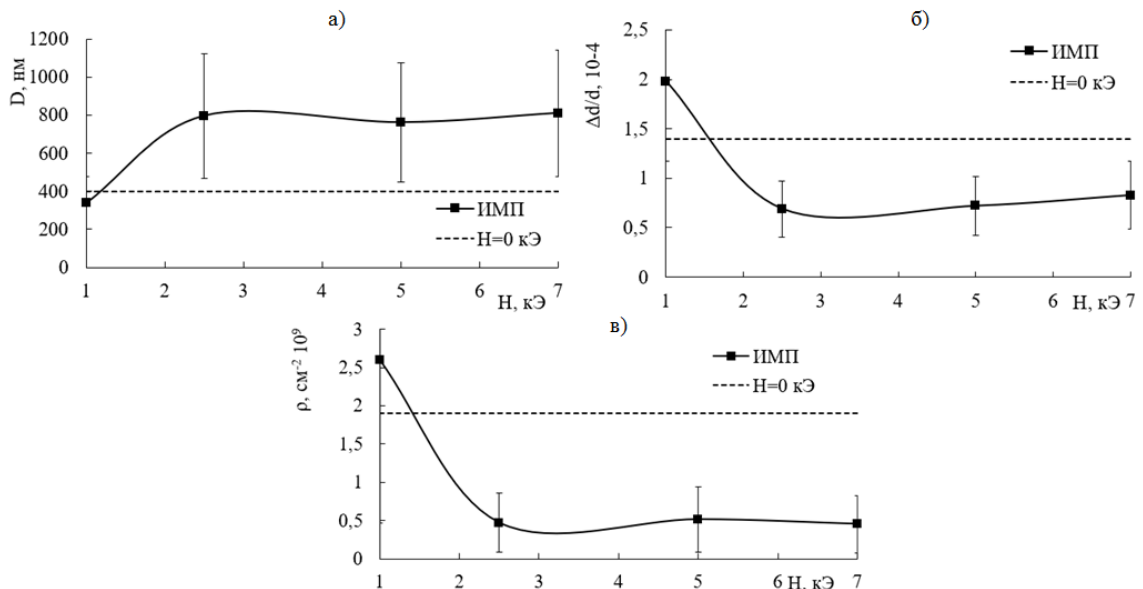 а)
D, нм
1200
1000
800
600
400
200
0
ИМП
H=0 кЭ
1 2 3 4 5 6 7
H, кЭ
б)
Δd/d, 10-4
2,5
2
1,5
1
0,5
0
ИМП
H=0 кЭ
1 2 3 4 5 6 H, кЭ 7
в)
ρ, см-2 109
3
2,5
2
1,5
1
0,5
0
ИМП
H=0 кЭ
1 2 3 4 5 6 H, кЭ 7